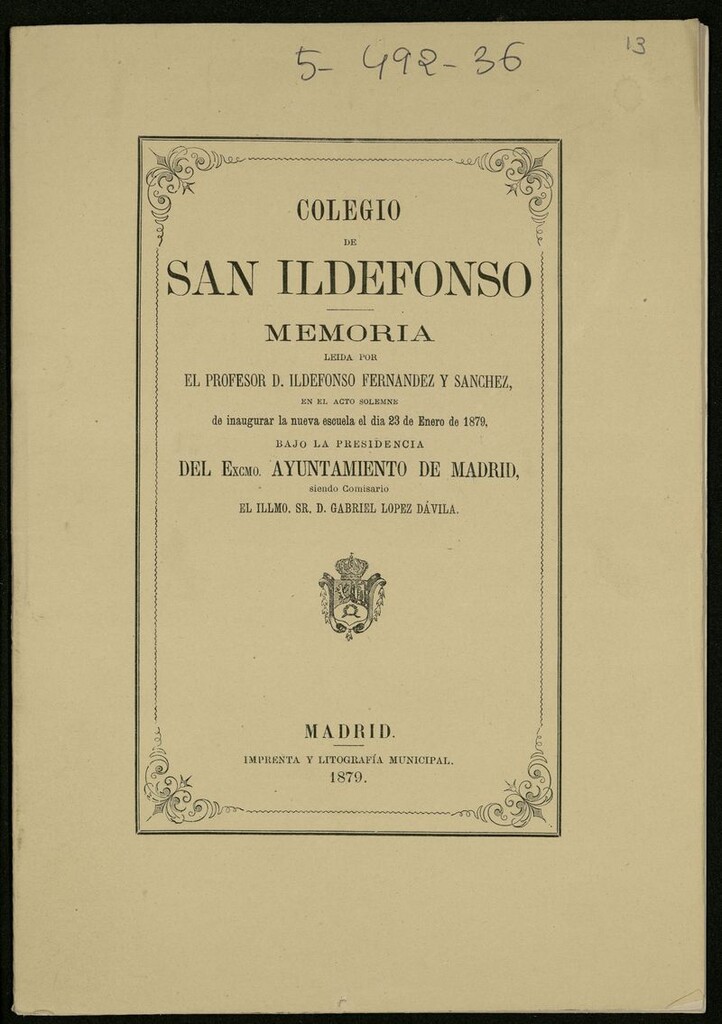 5-492-36
13
COLEGIO
DE
SAN ILDEFONSO
MEMORIA
LEIDA POR
EL PROFESOR D. ILDEFONSO FERNANDEZ Y SANCHEZ,
EN EL ACTO SOLEMNE
de inaugurar la nueva escuela el dia 23 de Enero de 1879,
BAJO LA PRESIDENCIA
DEL EXCMO. AYUNTAMIENTO DE MADRID,
siendo Comisario
EL ILLMO. SR. D. GABRIEL LOPEZ DÁVILA.
MADRID.
IMPRENTA Y LITOGRAFÍA MUNICIPAL.
1879.